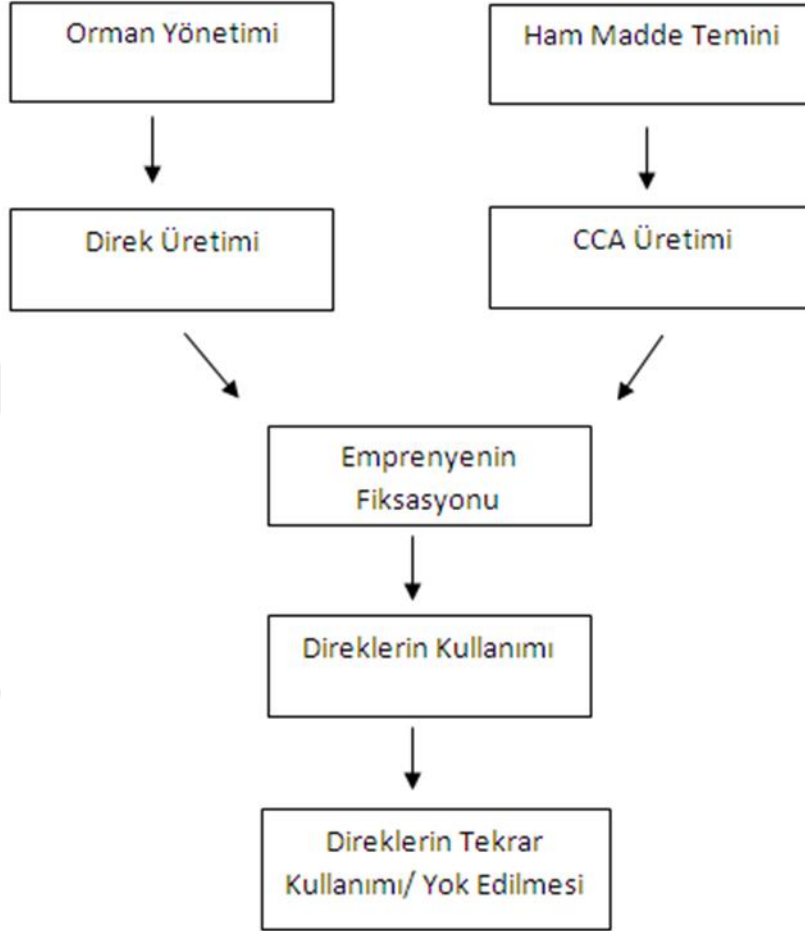 Orman Yönetimi
Ham Madde Temini
Direk Üretimi
CCA Üretimi
Emprenyenin
Fiksasyonu
Direklerin Kullanımı
Direklerin Tekrar
Kullanımı/ Yok Edilmesi